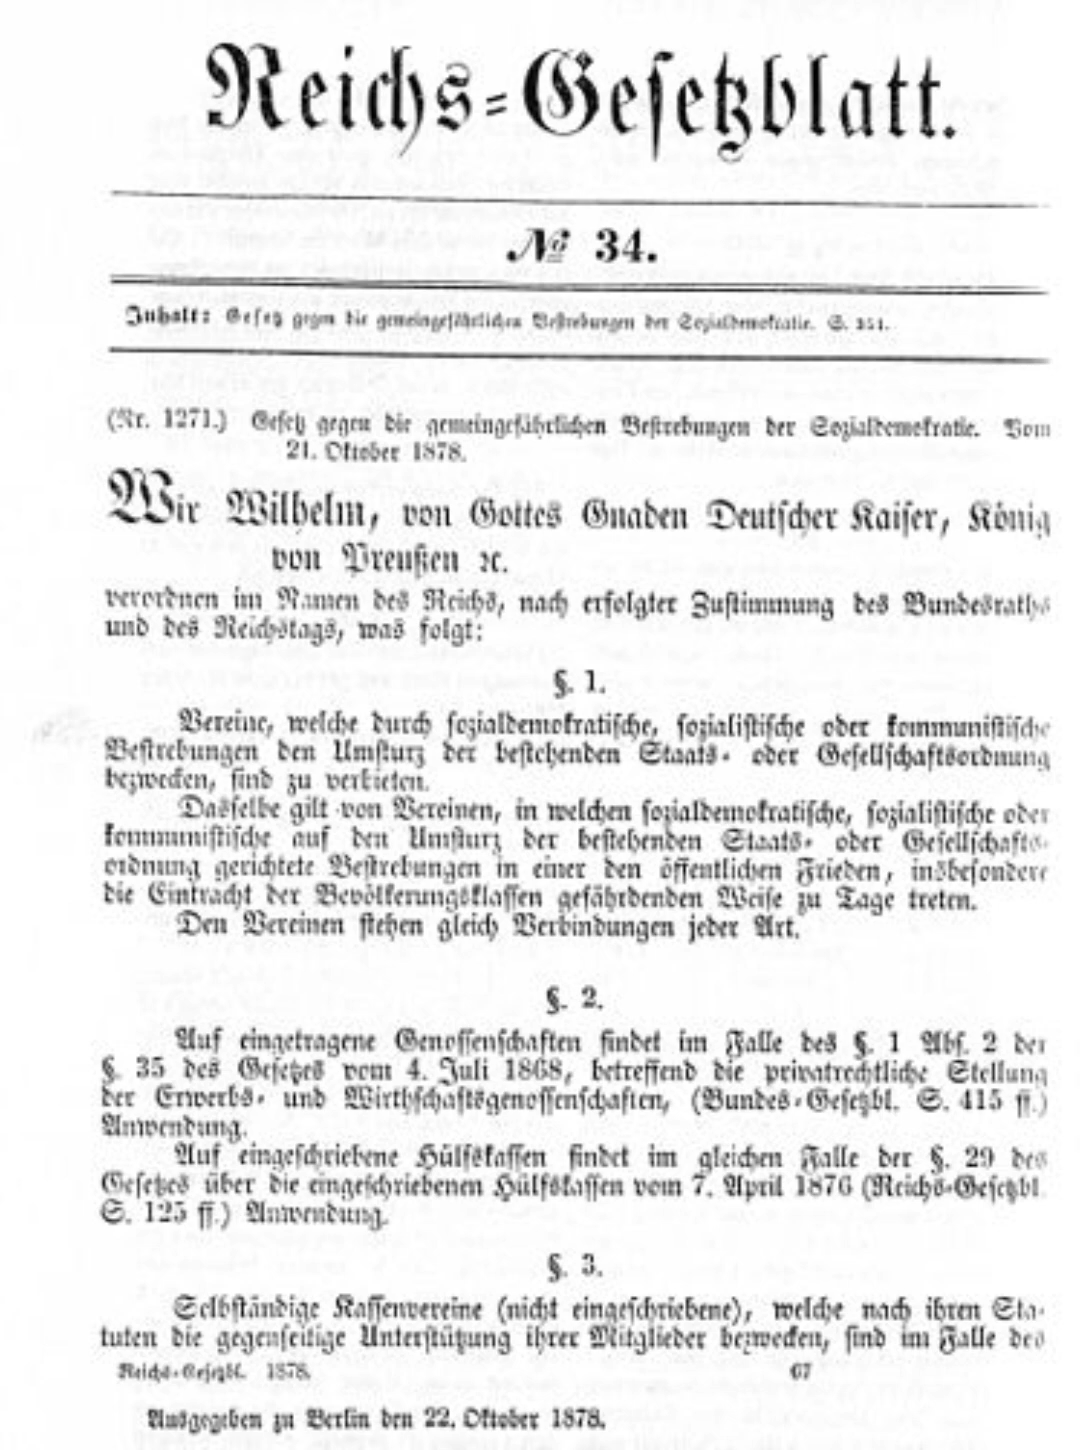 Reichs-Gesetzblatt.
№ 34.
Inhalt: Gesetz gegen die gemeingefährlichen Bestrebungen der Sozialdemokratie. S. 351.
(Nr. 1271.) Gesetz gegen die gemeingefährlichen Bestrebungen der Sozialdemokratie. Vom
21. Oktober 1878.
Wir Wilhelm, von Gottes Gnaden Deutscher Kaiser, König
von Preußen ꝛc.
verordnen im Namen des Reichs, nach erfolgter Zustimmung des Bundesraths
und des Reichstags, was folgt:
§. 1.
Vereine, welche durch sozialdemokratische, sozialistische oder kommunistische
Bestrebungen den Umsturz der bestehenden Staats- oder Gesellschaftsordnung
bezwecken, sind zu verbieten.
Dasselbe gilt von Vereinen, in welchen sozialdemokratische, sozialistische oder
kommunistische auf den Umsturz der bestehenden Staats- oder Gesellschafts-
ordnung gerichtete Bestrebungen in einer den öffentlichen Frieden, insbesondere
die Eintracht der Bevölkerungsklassen gefährdenden Weise zu Tage treten.
Den Vereinen stehen gleich Verbindungen jeder Art.
§. 2.
Auf eingetragene Genossenschaften findet im Falle des §. 1 Abs. 2 der
§. 35 des Gesetzes vom 4. Juli 1868, betreffend die privatrechtliche Stellung
der Erwerbs- und Wirthschaftsgenossenschaften, (Bundes-Gesetzbl. S. 415 ff.)
Anwendung.
Auf eingeschriebene Hülfskassen findet im gleichen Falle der §. 29 des
Gesetzes über die eingeschriebenen Hülfskassen vom 7. April 1876 (Reichs-Gesetzbl.
S. 125 ff.) Anwendung.
§. 3.
Selbständige Kassenvereine (nicht eingeschriebene), welche nach ihren Sta-
tuten die gegenseitige Unterstützung ihrer Mitglieder bezwecken, sind im Falle des
Reichs-Gesetzbl. 1878. 67
Ausgegeben zu Berlin den 22. Oktober 1878.